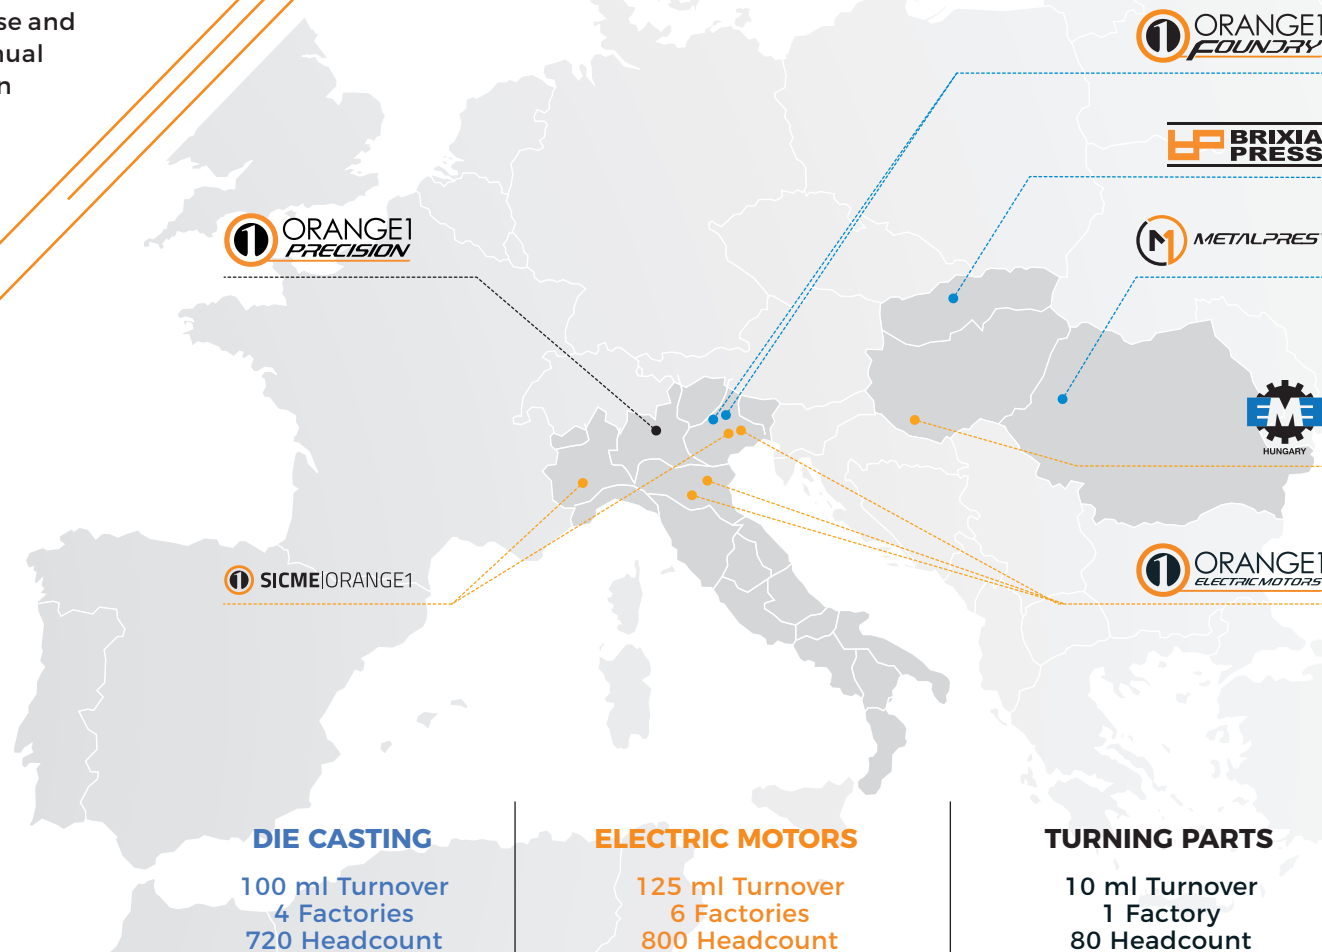 se and
nual
n
ORANGE1
FOUNDRY
BRIXIA
PRESS
ORANGE1
PRECISION
METALPRES
EME
HUNGARY
SICME|ORANGE1
ORANGE1
ELECTRIC MOTORS
DIE CASTING
100 ml Turnover
4 Factories
720 Headcount
ELECTRIC MOTORS
125 ml Turnover
6 Factories
800 Headcount
TURNING PARTS
10 ml Turnover
1 Factory
80 Headcount